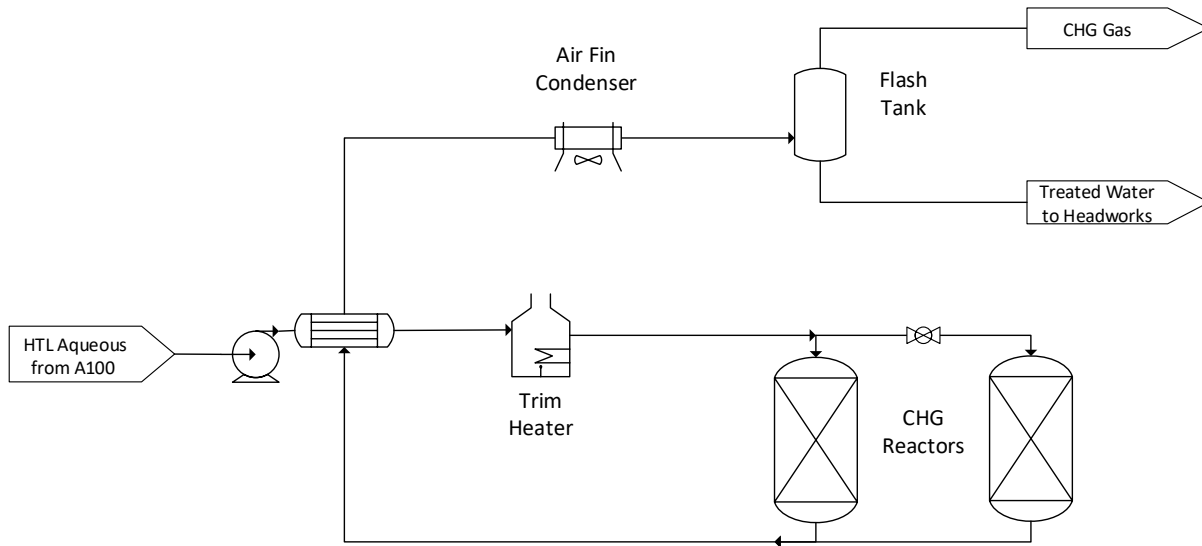 CHG Gas
Air Fin
Condenser
Flash
Tank
Treated Water
to Headworks
HTL Aqueous
from A100
Trim
Heater
CHG
Reactors